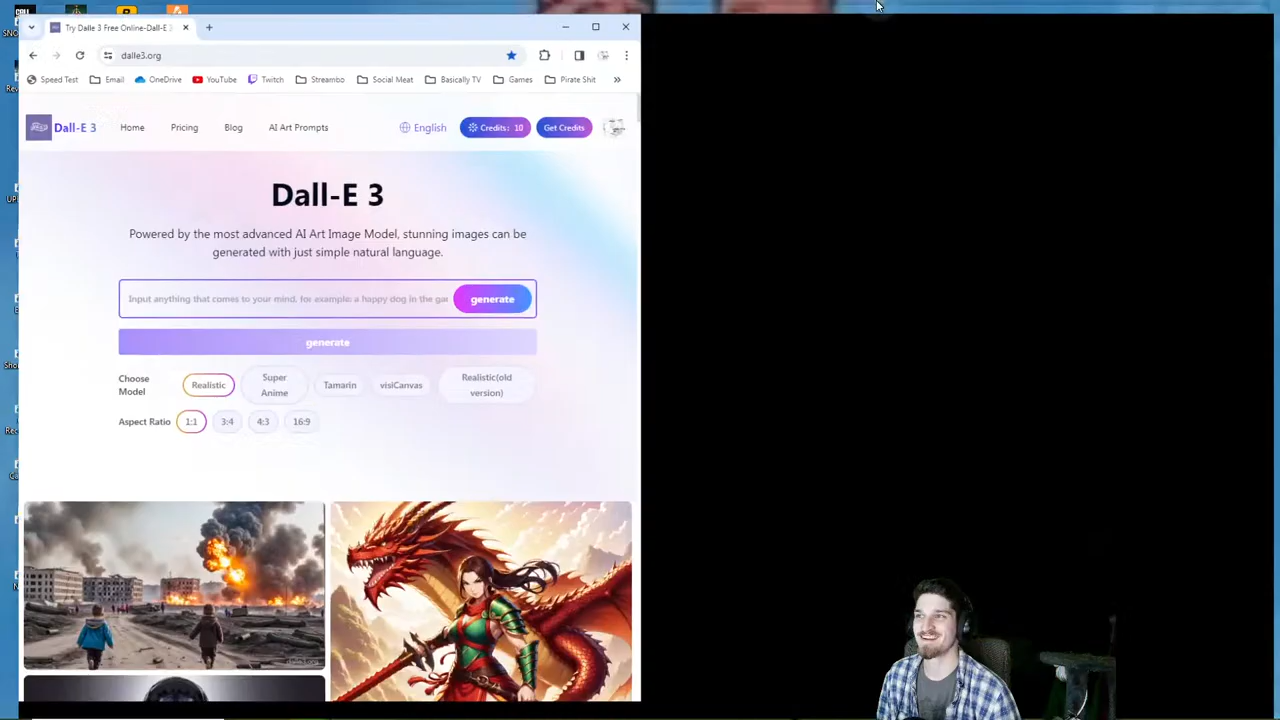 Try Dalle 3 Free Online-Dall-E 3
dalle3.org
Speed Test
Email
OneDrive
YouTube
Twitch
Streambo
Social Meat
Basically TV
Games
Pirate Shit
Dall-E 3
Home
Pricing
Blog
AI Art Prompts
English
Credits: 10
Get Credits
Dall-E 3
Powered by the most advanced AI Art Image Model, stunning images can be
generated with just simple natural language.
Input anything that comes to your mind, for example: a happy dog in the gar
generate
generate
Choose
Model
Realistic
Super
Anime
Tamarin
visiCanvas
Realistic(old
version)
Aspect Ratio
1:1
3:4
4:3
16:9